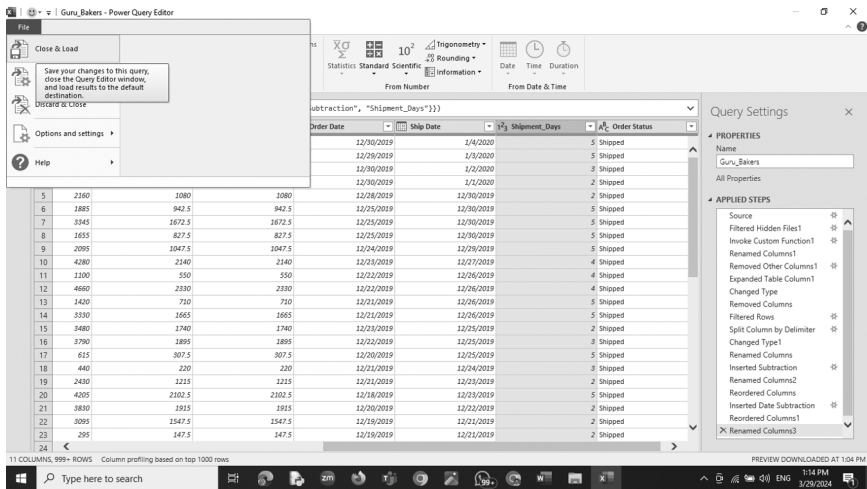 Guru_Bakers - Power Query Editor
File
Close & Load
Save your changes to this query,
close the Query Editor window,
and load results to the default
destination.
Discard & Close
Options and settings
Help
Statistics Standard Scientific
10²
Trigonometry
Rounding
Information
From Number
Date Time Duration
From Date & Time
"Shipment_Days"}})
Order Date Ship Date 1²3 Shipment_Days ABC Order Status
12/30/2019 1/4/2020 5 Shipped
12/29/2019 1/3/2020 5 Shipped
12/30/2019 1/2/2020 3 Shipped
12/30/2019 1/1/2020 2 Shipped
5 2160 1080 1080 12/28/2019 12/30/2019 2 Shipped
6 1885 942.5 942.5 12/25/2019 12/30/2019 5 Shipped
7 3345 1672.5 1672.5 12/25/2019 12/30/2019 5 Shipped
8 1655 827.5 827.5 12/25/2019 12/30/2019 5 Shipped
9 2095 1047.5 1047.5 12/24/2019 12/29/2019 5 Shipped
10 4280 2140 2140 12/23/2019 12/27/2019 4 Shipped
11 1100 550 550 12/22/2019 12/26/2019 4 Shipped
12 4660 2330 2330 12/22/2019 12/26/2019 4 Shipped
13 1420 710 710 12/21/2019 12/26/2019 5 Shipped
14 3330 1665 1665 12/21/2019 12/26/2019 5 Shipped
15 3480 1740 1740 12/23/2019 12/25/2019 2 Shipped
16 3790 1895 1895 12/22/2019 12/25/2019 3 Shipped
17 615 307.5 307.5 12/20/2019 12/25/2019 5 Shipped
18 440 220 220 12/21/2019 12/24/2019 3 Shipped
19 2430 1215 1215 12/21/2019 12/23/2019 2 Shipped
20 4205 2102.5 2102.5 12/18/2019 12/23/2019 5 Shipped
21 3830 1915 1915 12/20/2019 12/22/2019 2 Shipped
22 3095 1547.5 1547.5 12/19/2019 12/21/2019 2 Shipped
23 295 147.5 147.5 12/19/2019 12/21/2019 2 Shipped
24
Query Settings
PROPERTIES
Name
Guru_Bakers
All Properties
APPLIED STEPS
Source
Filtered Hidden Files1
Invoke Custom Function1
Renamed Columns1
Removed Other Columns1
Expanded Table Column1
Changed Type
Removed Columns
Filtered Rows
Split Column by Delimiter
Changed Type1
Renamed Columns
Inserted Subtraction
Renamed Columns2
Reordered Columns
Inserted Date Subtraction
Reordered Columns1
Renamed Columns3
11 COLUMNS, 999+ ROWS Column profiling based on top 1000 rows
PREVIEW DOWNLOADED AT 1:04 PM
Type here to search
zm
99+
ENG
1:14 PM
3/29/2024